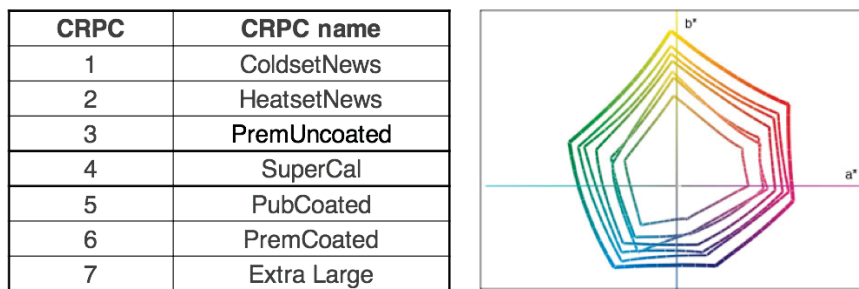 CRPC CRPC name
1 ColdsetNews
2 HeatsetNews
3 PremUncoated
4 SuperCal
5 PubCoated
6 PremCoated
7 Extra Large
b*
a*